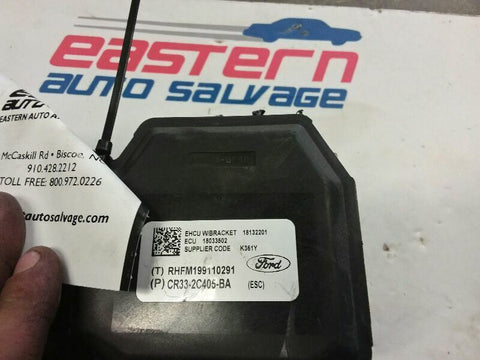 eastern
auto salvage
EASTERN AUTO
McCaskill Rd • Biscoe, N
910.428.2212
TOLL FREE: 800.972.0226
autosalvage.com
EHCU W/BRACKET 18132201
ECU 18033502
SUPPLIER CODE K361Y
(T) RHFM199110291
Ford
(P) CR33-2C405-BA (ESC)